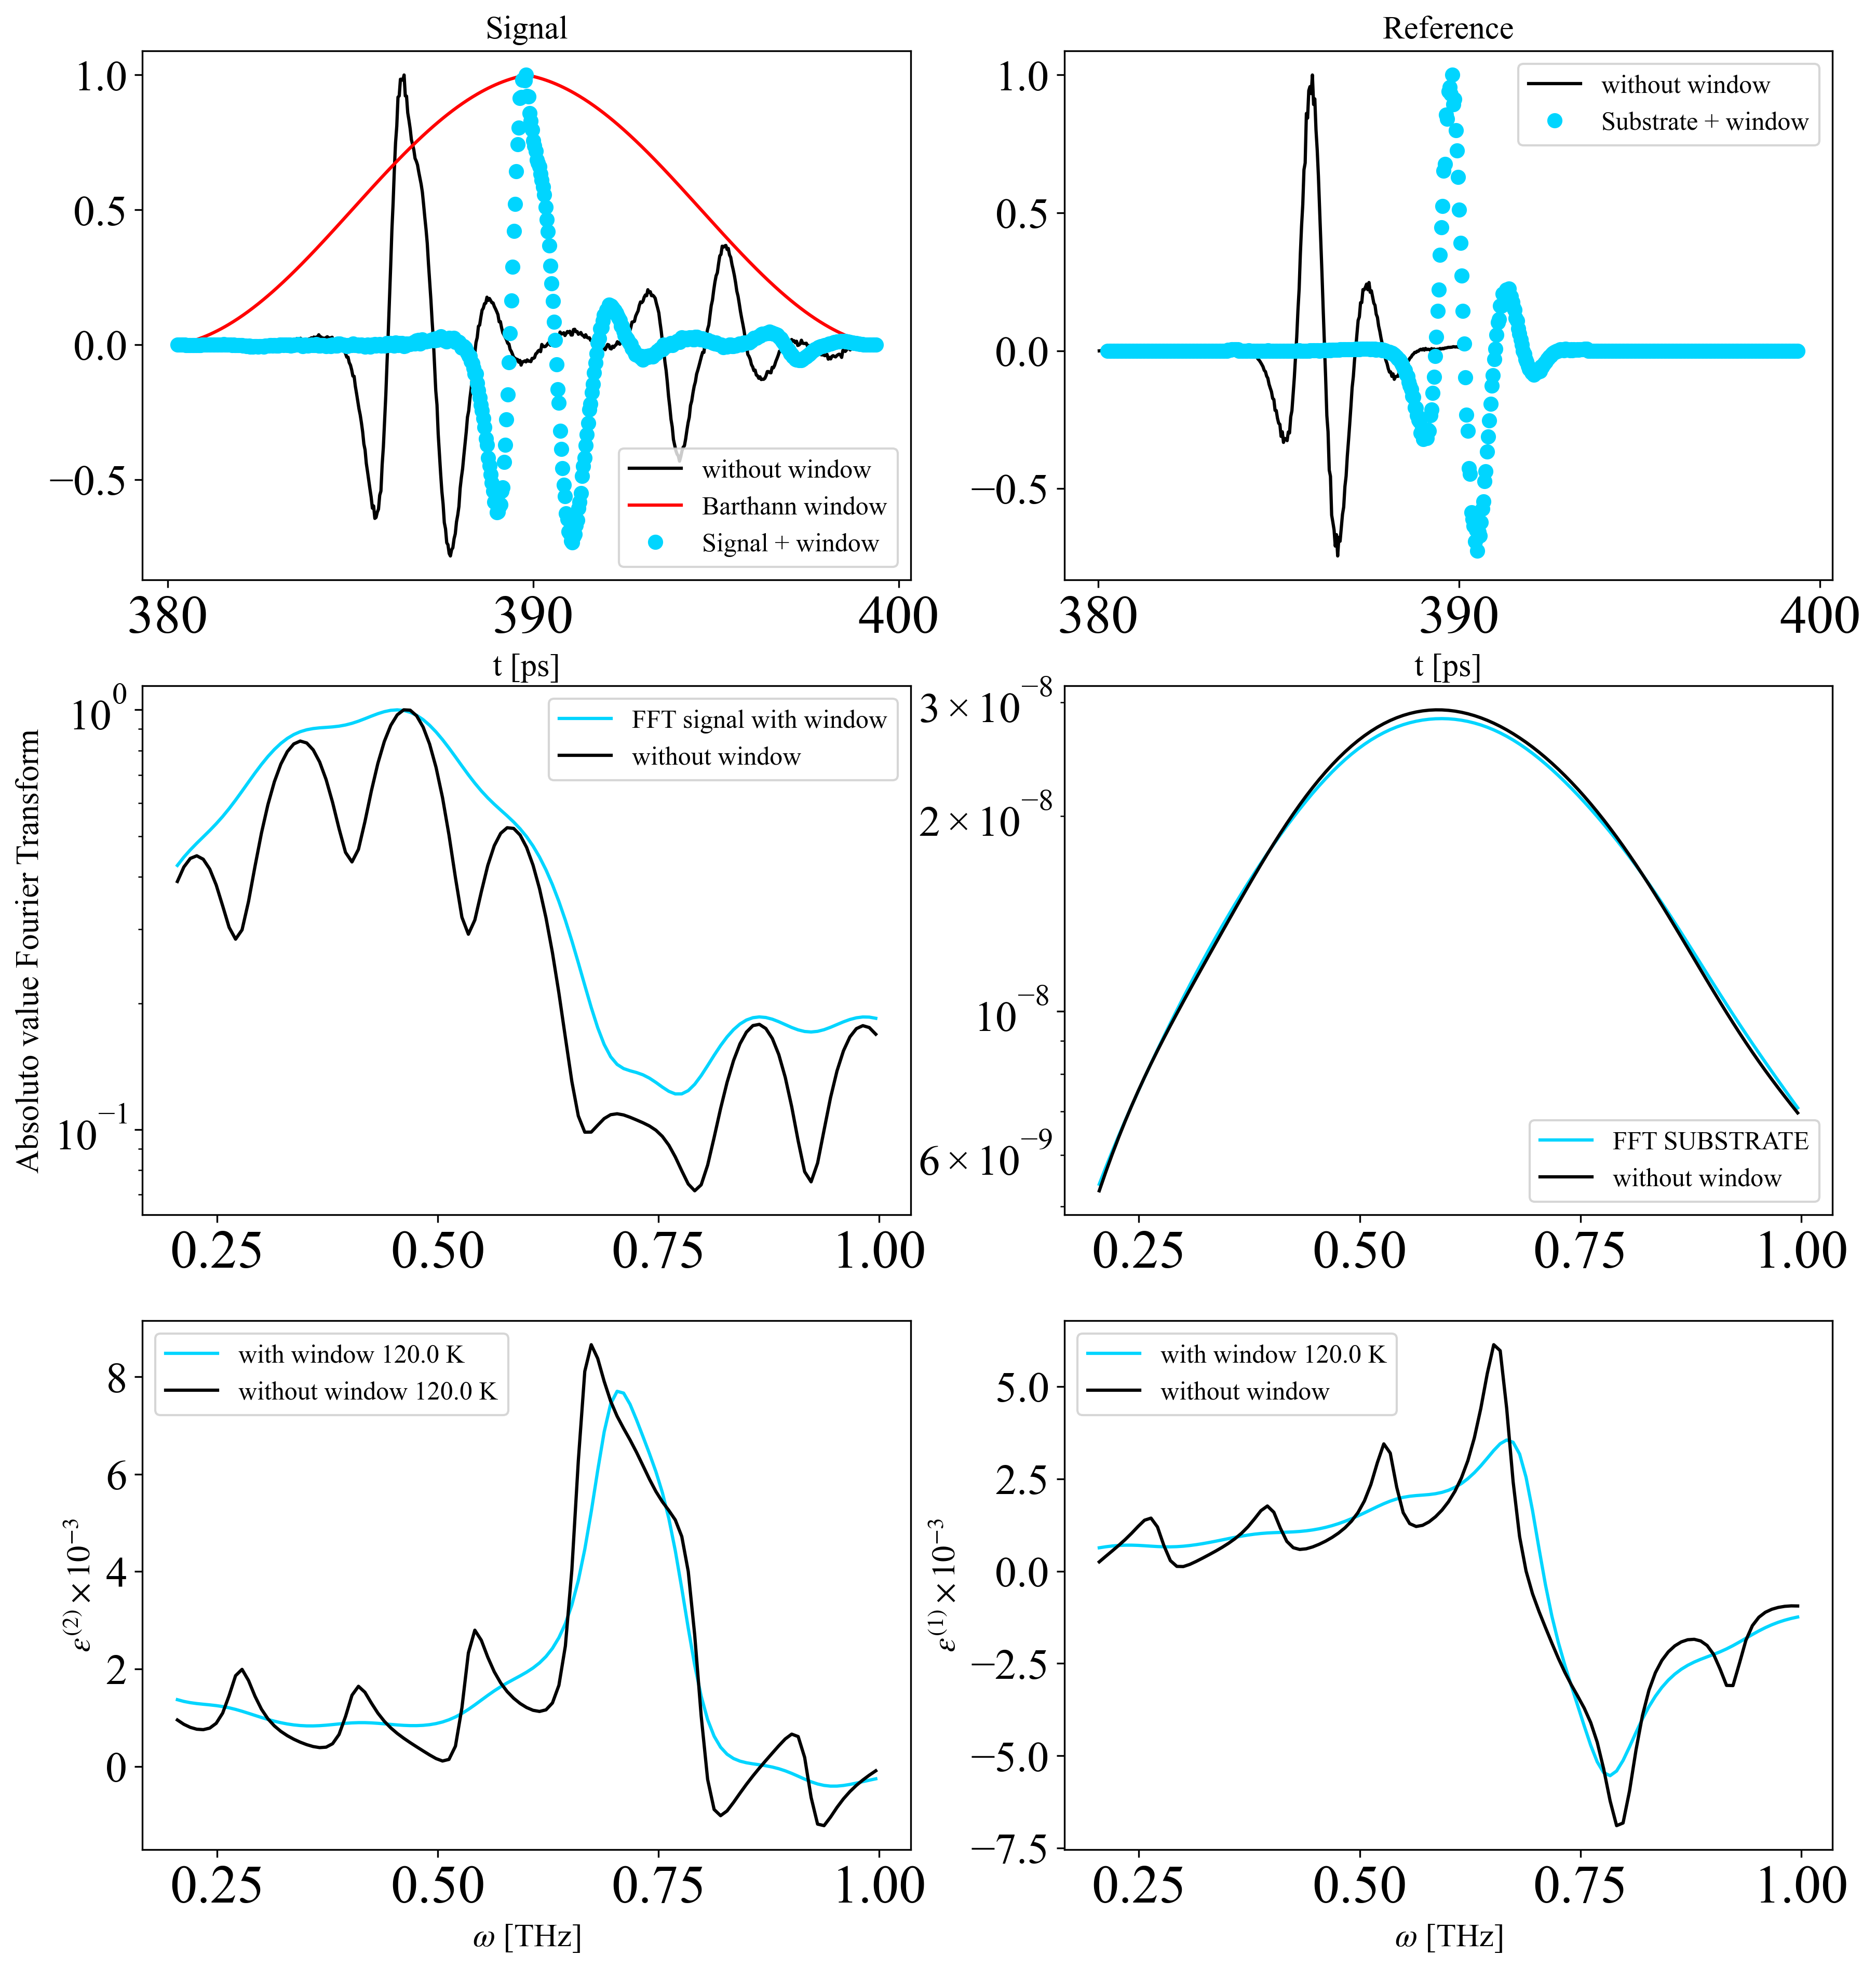 Signal
1.0
0.5
0.0
−0.5
without window
Barthann window
Signal + window
380
390
400
t [ps]
Reference
1.0
0.5
0.0
−0.5
without window
Substrate + window
380
390
400
t [ps]
Absoluto value Fourier Transform
10⁰
10⁻¹
FFT signal with window
without window
0.25
0.50
0.75
1.00
3 × 10⁻⁸
2 × 10⁻⁸
10⁻⁸
6 × 10⁻⁹
FFT SUBSTRATE
without window
0.25
0.50
0.75
1.00
ε⁽²⁾ × 10⁻³
8
6
4
2
0
with window 120.0 K
without window 120.0 K
0.25
0.50
0.75
1.00
ω [THz]
ε⁽¹⁾ × 10⁻³
5.0
2.5
0.0
−2.5
−5.0
−7.5
with window 120.0 K
without window
0.25
0.50
0.75
1.00
ω [THz]